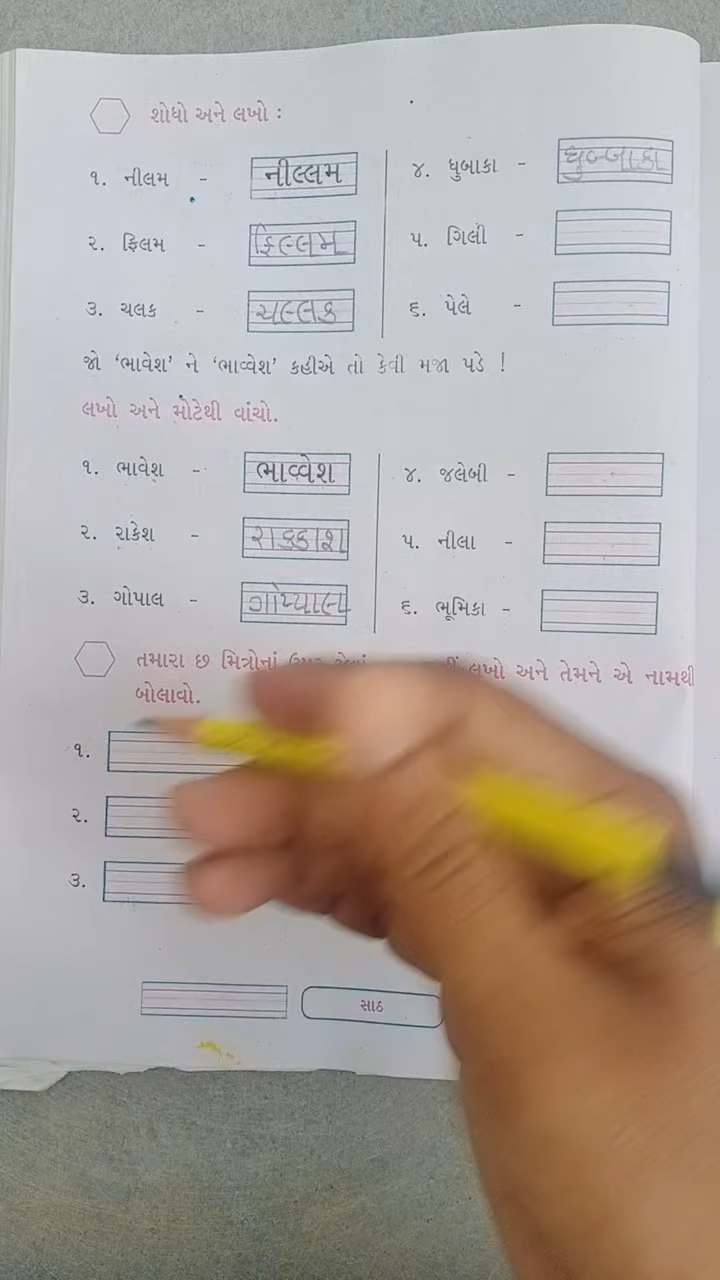 શોધો અને લખો :
૧. નીલમ - નીલ્લમ
૨. ફિલમ - ફિલ્લમ
૩. ચલક - ચલ્લક
૪. ધુબાકા - ધુબ્બાકા
૫. ગિલી -
૬. પેલે -
જો ‘ભાવેશ’ ને ‘ભાવ્વેશ’ કહીએ તો કેવી મજા પડે !
લખો અને મોટેથી વાંચો.
૧. ભાવેશ - ભાવ્વેશ
૨. રાકેશ - રાક્કાશ
૩. ગોપાલ - ગોપ્પાલ
૪. જલેબી -
૫. નીલા -
૬. ભૂમિકા -
તમારા છ મિત્રોનાં લખો અને તેમને એ નામથી
બોલાવો.
૧.
૨.
૩.
સાઠ